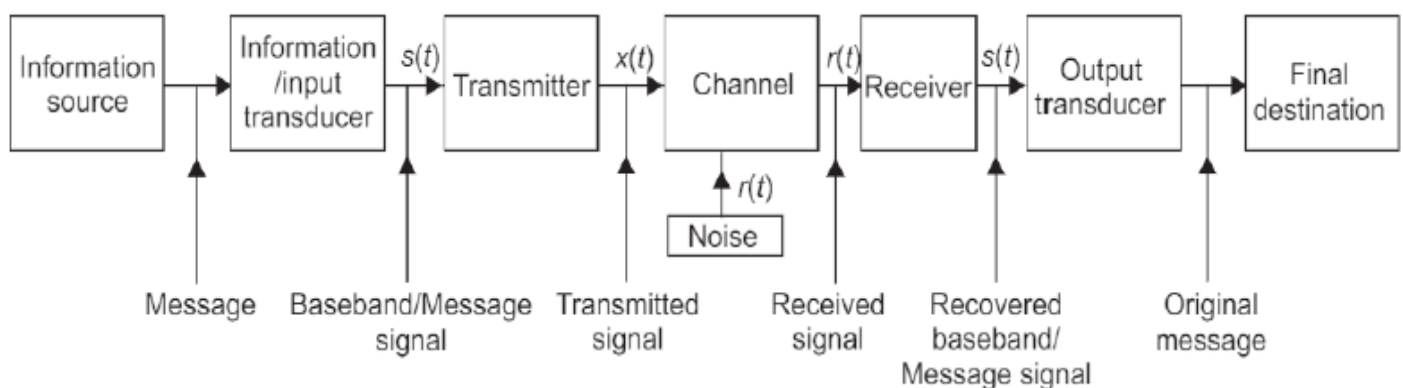 Information
source
Information
/input
transducer
s(t)
Transmitter
x(t)
Channel
r(t)
Receiver
s(t)
Output
transducer
Final
destination
r(t)
Noise
Message
Baseband/Message
signal
Transmitted
signal
Received
signal
Recovered
baseband/
Message signal
Original
message